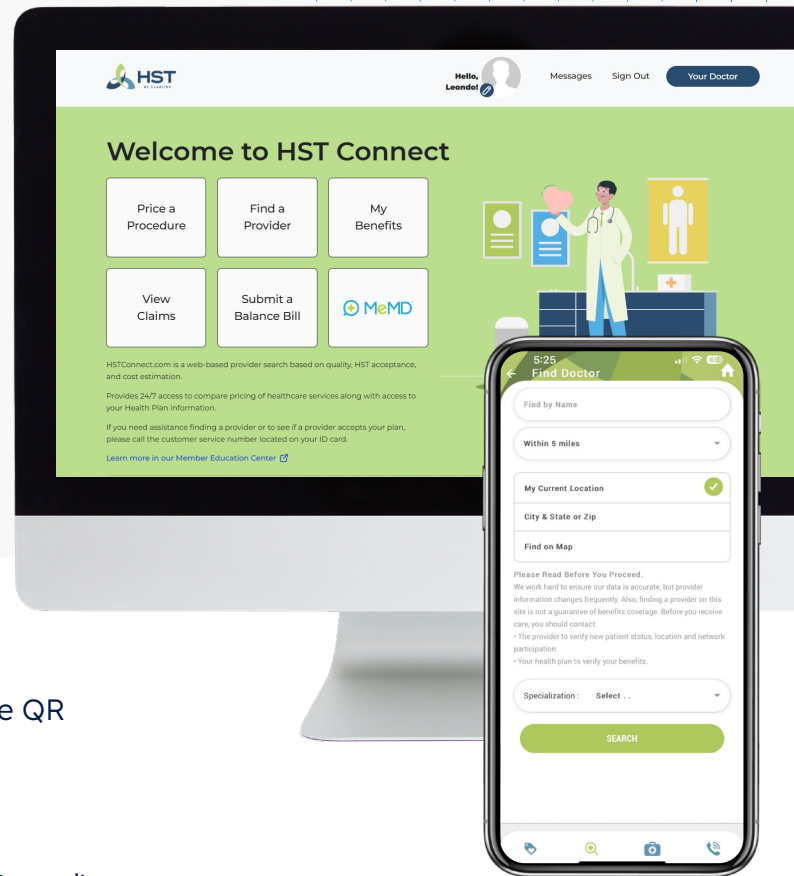 HST
BY CLARITEV
Hello,
Leondo!
Messages
Sign Out
Your Doctor
Welcome to HST Connect
Price a
Procedure
Find a
Provider
My
Benefits
View
Claims
Submit a
Balance Bill
MeMD
HSTConnect.com is a web-based provider search based on quality, HST acceptance,
and cost estimation.
Provides 24/7 access to compare pricing of healthcare services along with access to
your Health Plan information.
If you need assistance finding a provider or to see if a provider accepts your plan,
please call the customer service number located on your ID card.
Learn more in our Member Education Center
5:25
Find Doctor
Find by Name
Within 5 miles
My Current Location
City & State or Zip
Find on Map
Please Read Before You Proceed.
We work hard to ensure our data is accurate, but provider
information changes frequently. Also, finding a provider on this
site is not a guarantee of benefits coverage. Before you receive
care, you should contact:
• The provider to verify new patient status, location and network
participation.
• Your health plan to verify your benefits.
Specialization : Select . .
SEARCH
QR